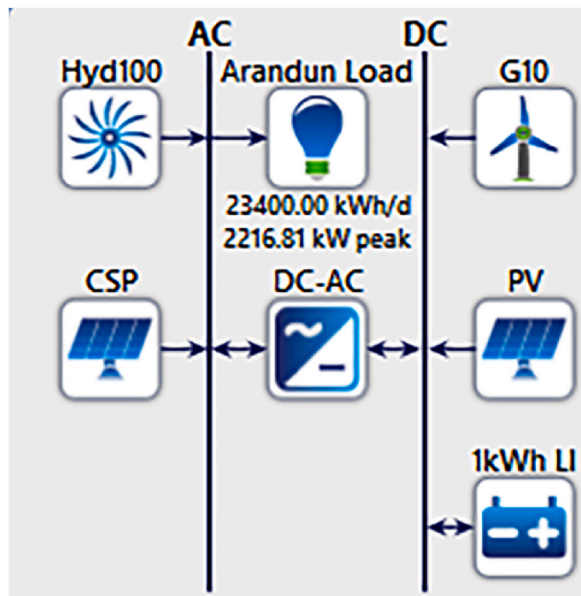 AC DC
Hyd100 Arandun Load G10
23400.00 kWh/d
2216.81 kW peak
CSP DC-AC PV
1kWh LI